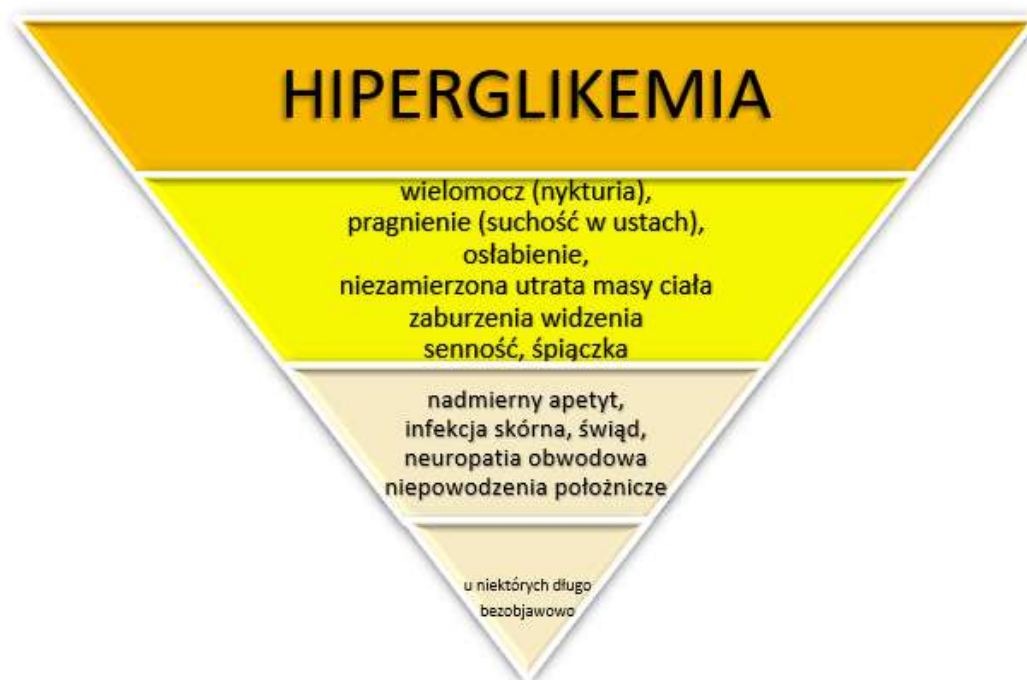 HIPERGLIKEMIA
wielomocz (nykturia),
pragnienie (suchość w ustach),
osłabienie,
niezamierzona utrata masy ciała
zaburzenia widzenia
senność, śpiączka
nadmierny apetyt,
infekcja skórna, świąd,
neuropatia obwodowa
niepowodzenia położnicze
u niektórych długo
bezobjawowo